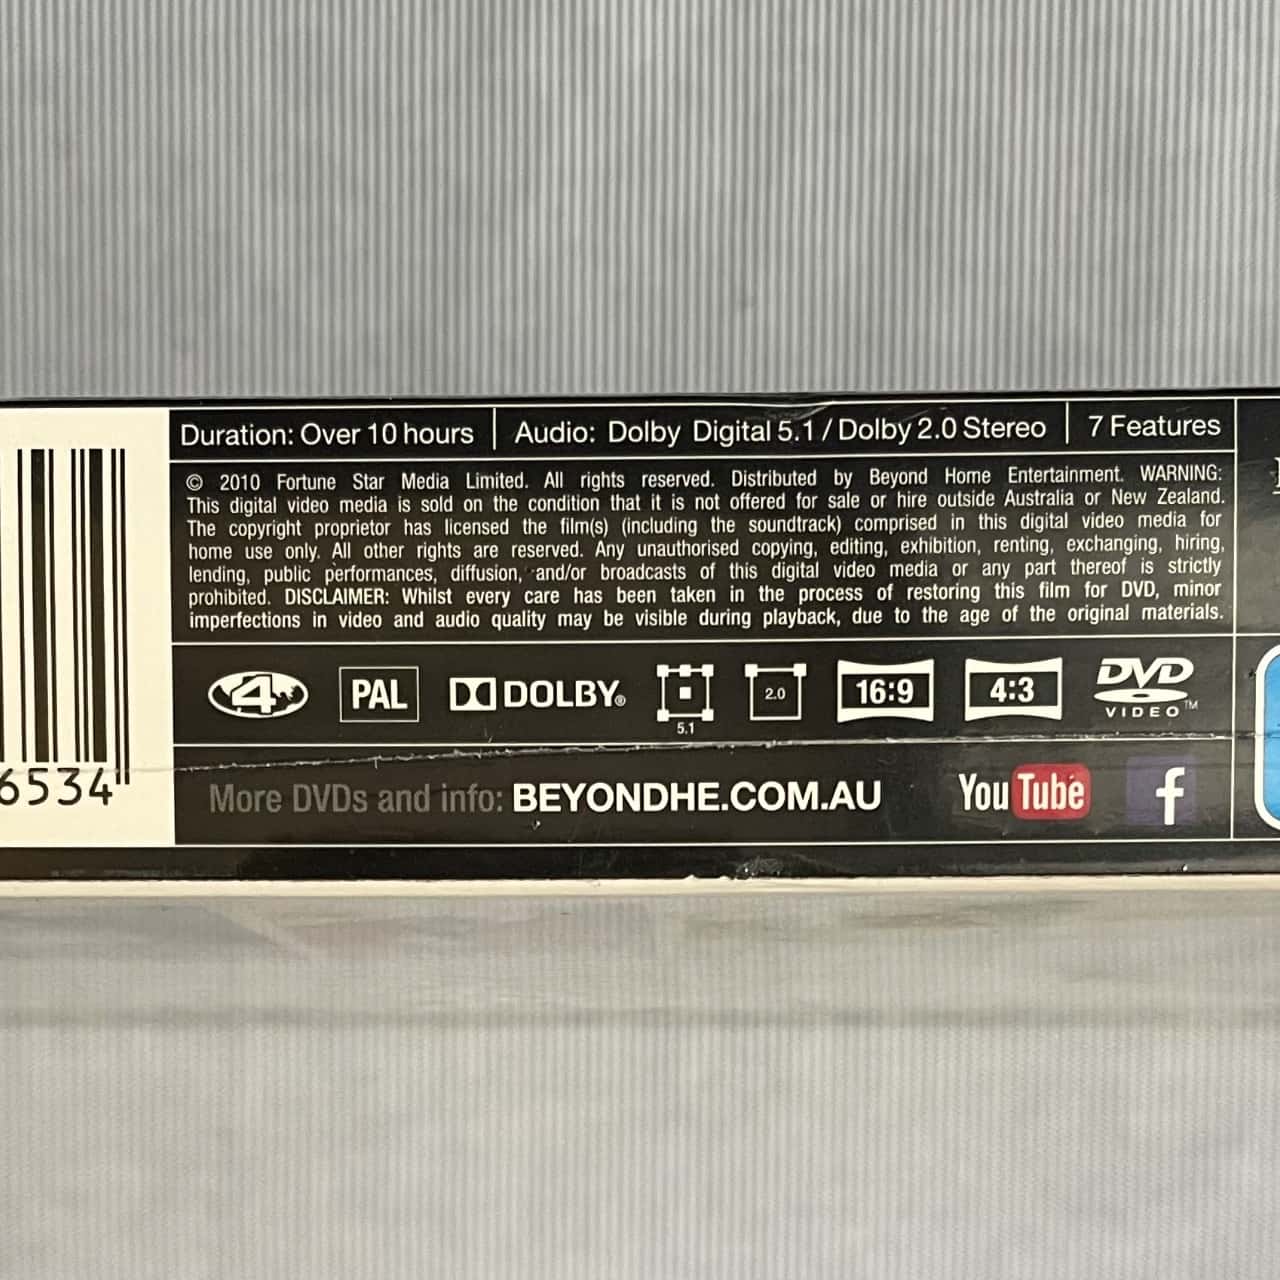 Duration: Over 10 hours | Audio: Dolby Digital 5.1 / Dolby 2.0 Stereo | 7 Features
© 2010 Fortune Star Media Limited. All rights reserved. Distributed by Beyond Home Entertainment. WARNING:
This digital video media is sold on the condition that it is not offered for sale or hire outside Australia or New Zealand.
The copyright proprietor has licensed the film(s) (including the soundtrack) comprised in this digital video media for
home use only. All other rights are reserved. Any unauthorised copying, editing, exhibition, renting, exchanging, hiring,
lending, public performances, diffusion, and/or broadcasts of this digital video media or any part thereof is strictly
prohibited. DISCLAIMER: Whilst every care has been taken in the process of restoring this film for DVD, minor
imperfections in video and audio quality may be visible during playback, due to the age of the original materials.
4 PAL DOLBY® 5.1 2.0 16:9 4:3 DVD VIDEO™
6534
More DVDs and info: BEYONDHE.COM.AU YouTube f